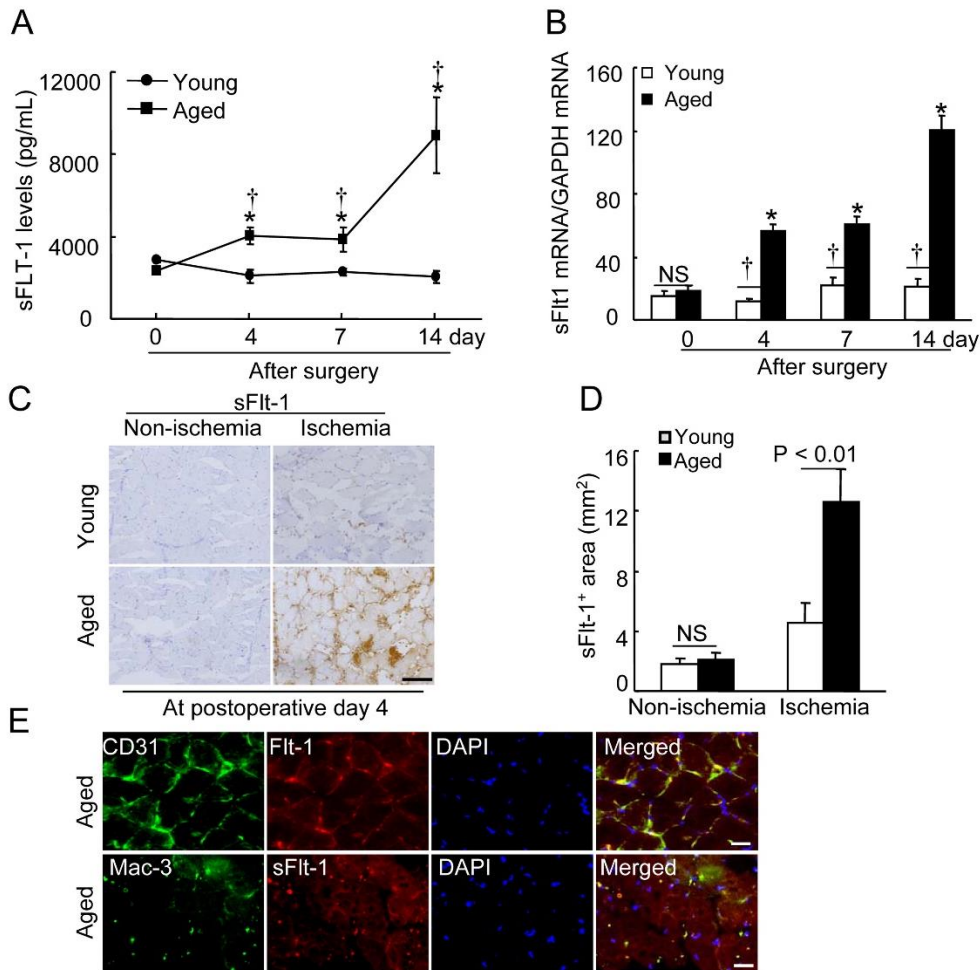 A
sFLT-1 levels (pg/mL)
12000
8000
4000
0
Young
Aged
†
*
†
*
†
*
0 4 7 14 day
After surgery
B
sFlt1 mRNA/GAPDH mRNA
160
120
80
40
0
Young
Aged
NS
†
*
†
*
†
*
0 4 7 14 day
After surgery
C
sFlt-1
Non-ischemia Ischemia
Young
Aged
At postoperative day 4
D
sFlt-1+ area (mm2)
16
12
8
4
0
Young
Aged
P < 0.01
NS
Non-ischemia Ischemia
E
Aged
CD31 Flt-1 DAPI Merged
Aged
Mac-3 sFlt-1 DAPI Merged